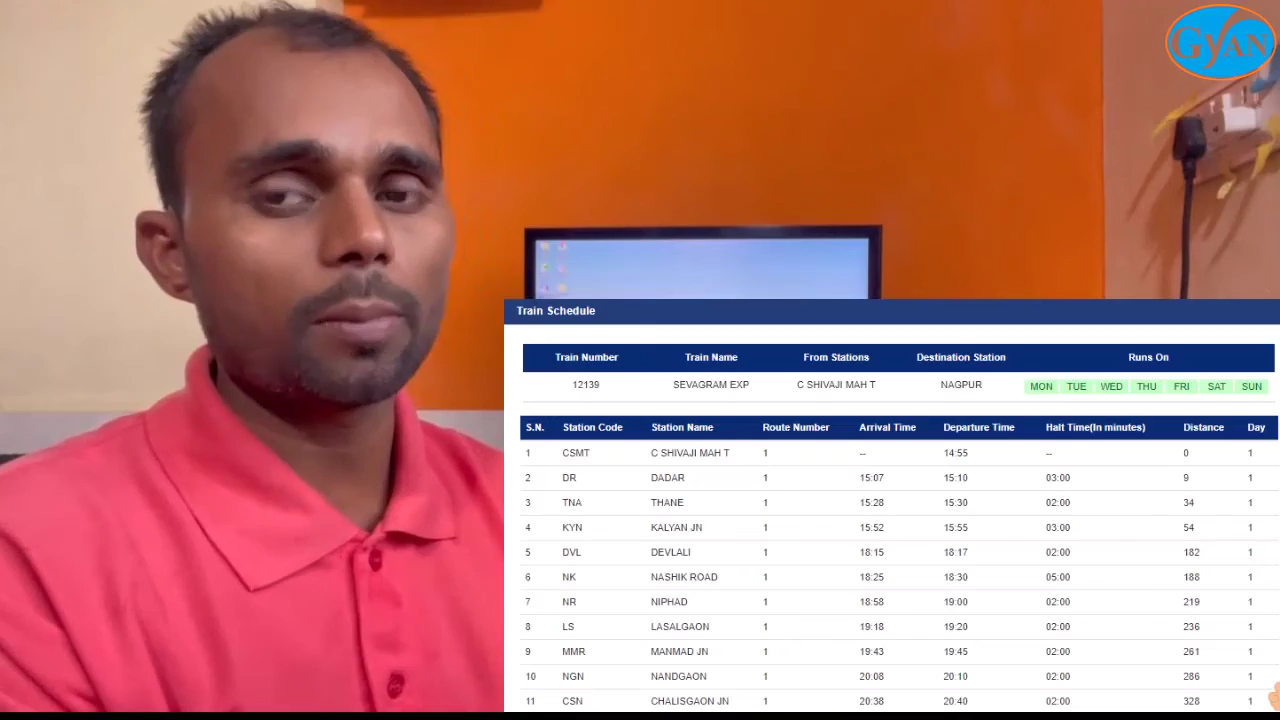 GYAN
Train Schedule
Train Number Train Name From Stations Destination Station Runs On
12139 SEVAGRAM EXP C SHIVAJI MAH T NAGPUR MON TUE WED THU FRI SAT SUN
S.N. Station Code Station Name Route Number Arrival Time Departure Time Halt Time(In minutes) Distance Day
1 CSMT C SHIVAJI MAH T 1 -- 14:55 -- 0 1
2 DR DADAR 1 15:07 15:10 03:00 9 1
3 TNA THANE 1 15:28 15:30 02:00 34 1
4 KYN KALYAN JN 1 15:52 15:55 03:00 54 1
5 DVL DEVLALI 1 18:15 18:17 02:00 182 1
6 NK NASHIK ROAD 1 18:25 18:30 05:00 188 1
7 NR NIPHAD 1 18:58 19:00 02:00 219 1
8 LS LASALGAON 1 19:18 19:20 02:00 236 1
9 MMR MANMAD JN 1 19:43 19:45 02:00 261 1
10 NGN NANDGAON 1 20:08 20:10 02:00 286 1
11 CSN CHALISGAON JN 1 20:38 20:40 02:00 328 1